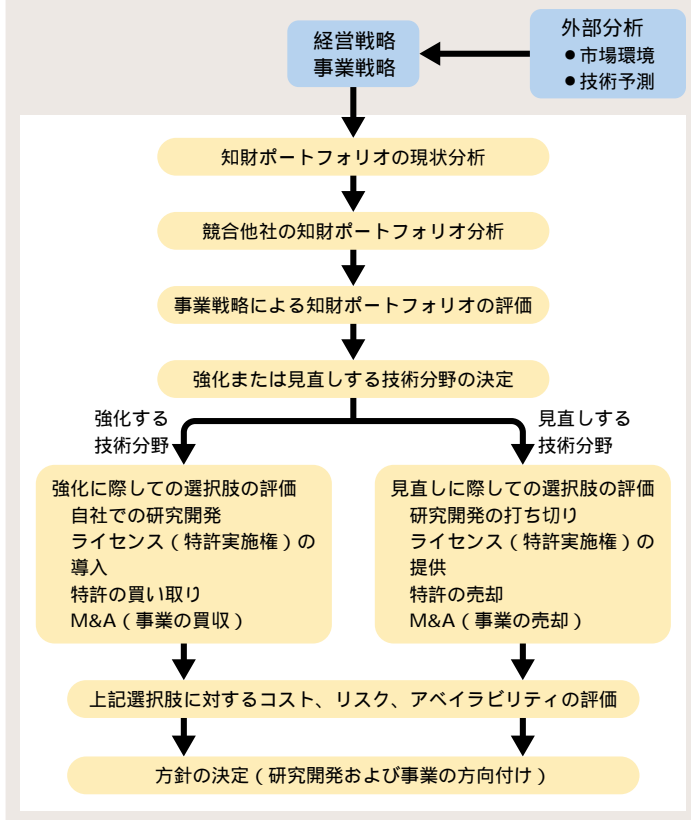 経営戦略
事業戦略
外部分析
●市場環境
●技術予測
知財ポートフォリオの現状分析
競合他社の知財ポートフォリオ分析
事業戦略による知財ポートフォリオの評価
強化または見直しする技術分野の決定
強化する
技術分野
見直しする
技術分野
強化に際しての選択肢の評価
自社での研究開発
ライセンス(特許実施権)の
導入
特許の買い取り
M&A(事業の買収)
見直しに際しての選択肢の評価
研究開発の打ち切り
ライセンス(特許実施権)の
提供
特許の売却
M&A(事業の売却)
上記選択肢に対するコスト、リスク、アベイラビリティの評価
方針の決定(研究開発および事業の方向付け)